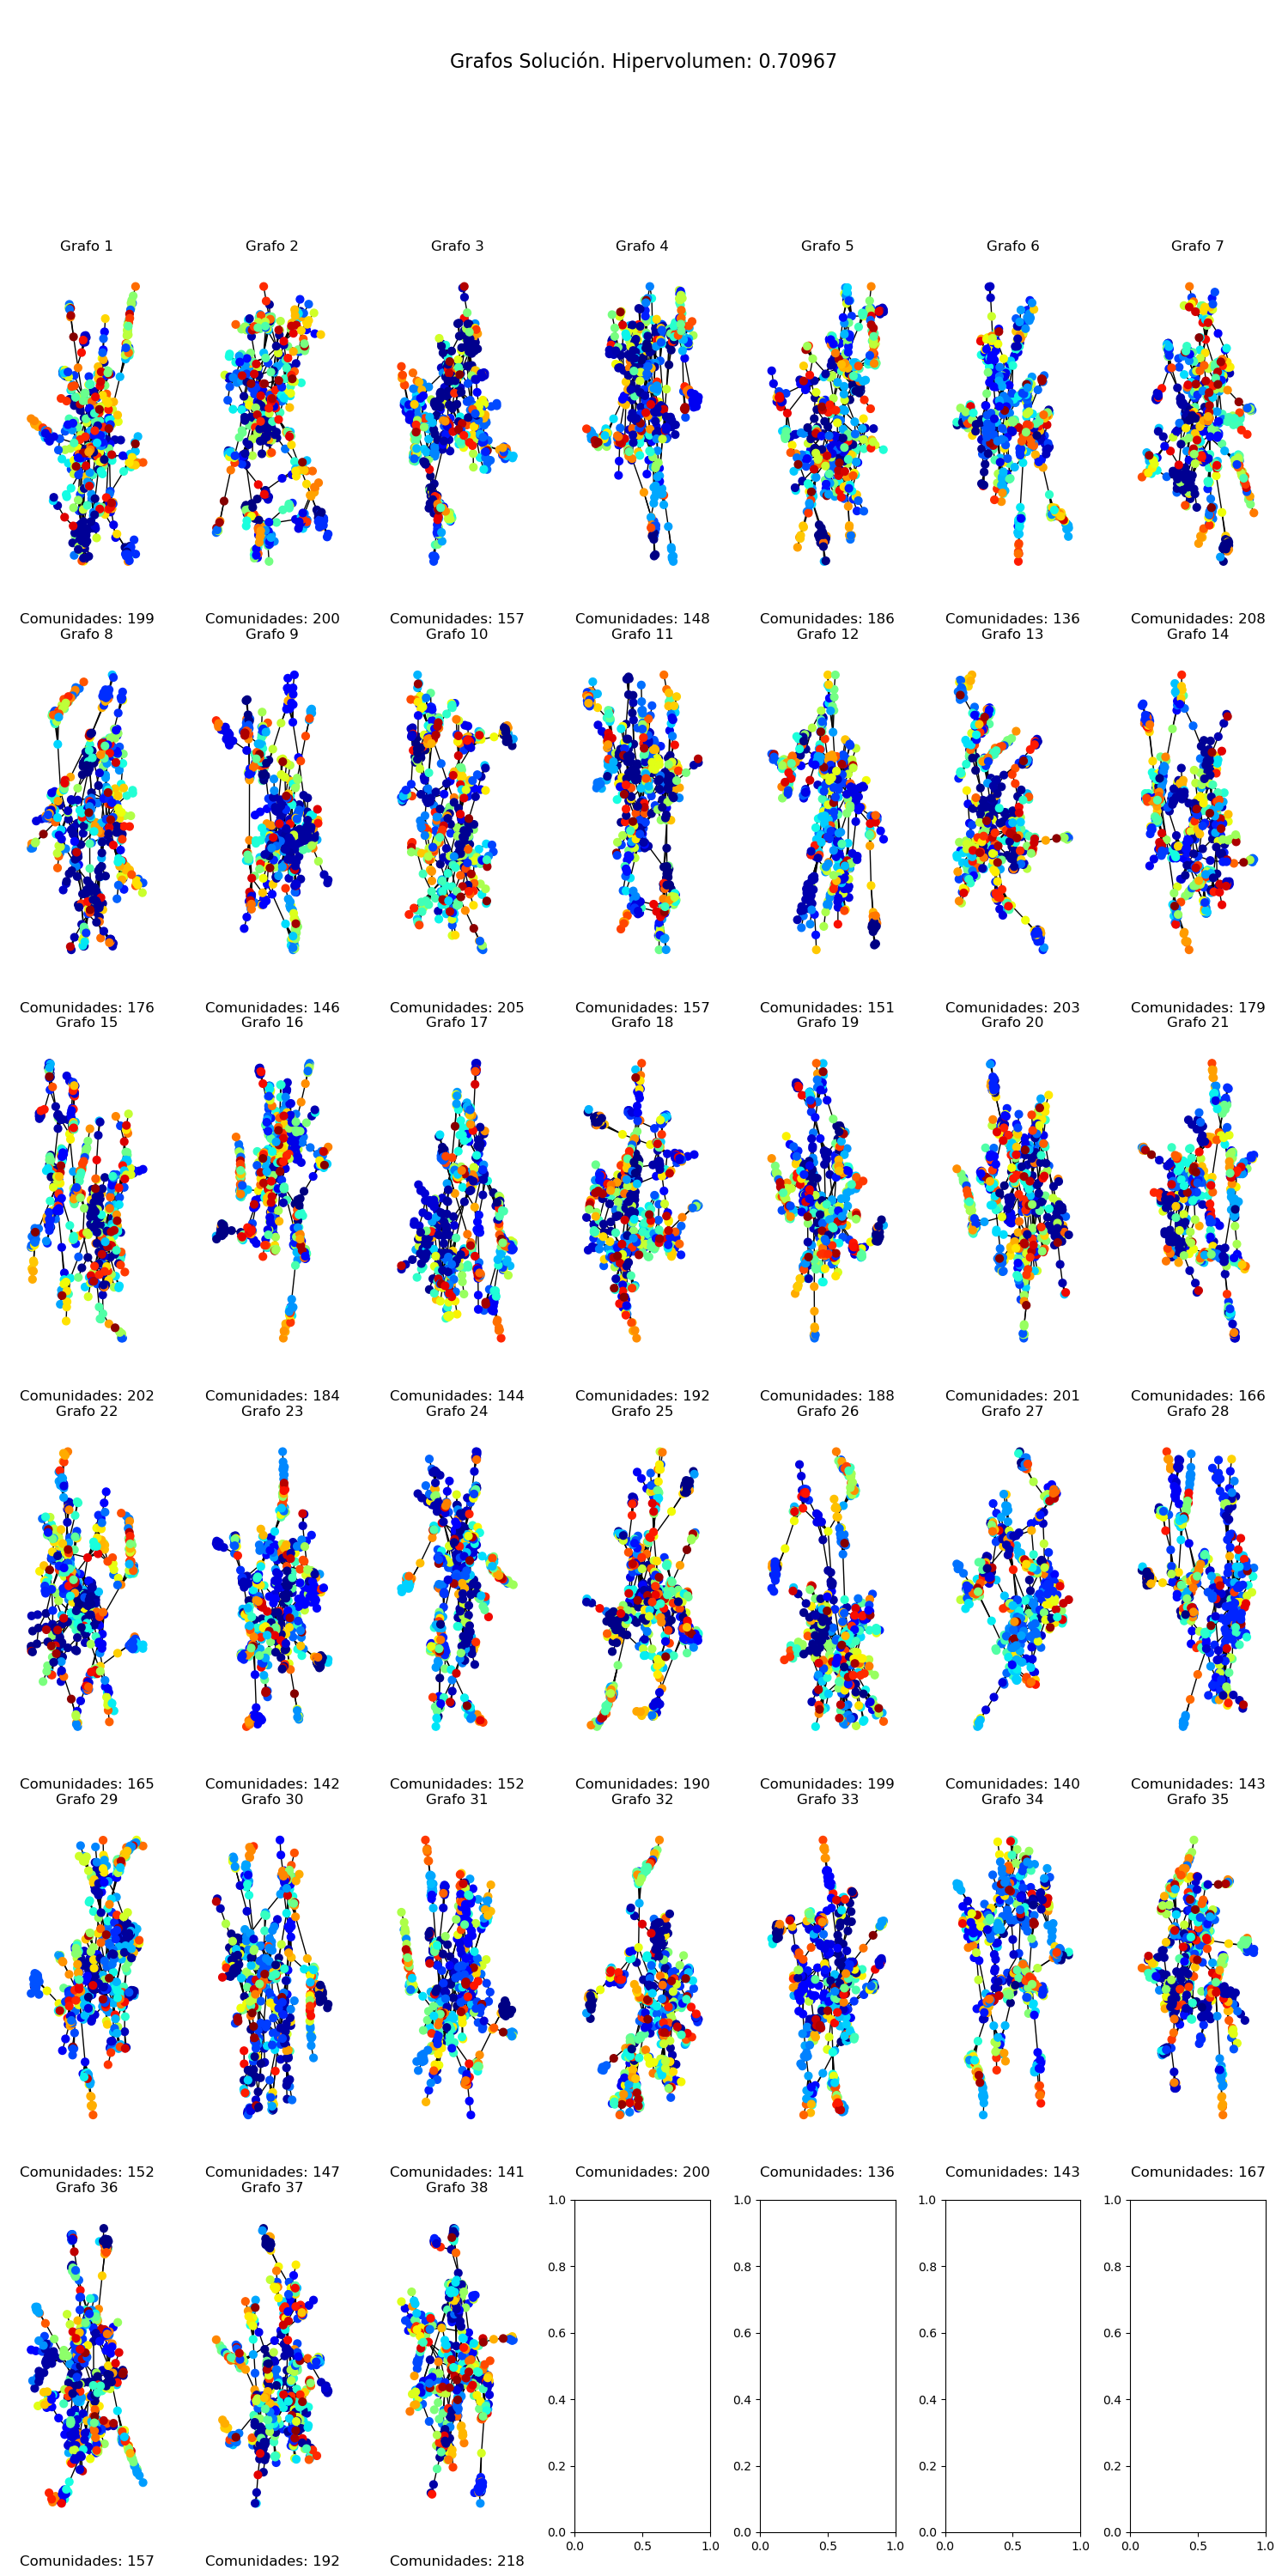 Grafos Solución. Hipervolumen: 0.70967
Grafo 1 Grafo 2 Grafo 3 Grafo 4 Grafo 5 Grafo 6 Grafo 7
Comunidades: 199 Comunidades: 200 Comunidades: 157 Comunidades: 148 Comunidades: 186 Comunidades: 136 Comunidades: 208
Grafo 8 Grafo 9 Grafo 10 Grafo 11 Grafo 12 Grafo 13 Grafo 14
Comunidades: 176 Comunidades: 146 Comunidades: 205 Comunidades: 157 Comunidades: 151 Comunidades: 203 Comunidades: 179
Grafo 15 Grafo 16 Grafo 17 Grafo 18 Grafo 19 Grafo 20 Grafo 21
Comunidades: 202 Comunidades: 184 Comunidades: 144 Comunidades: 192 Comunidades: 188 Comunidades: 201 Comunidades: 166
Grafo 22 Grafo 23 Grafo 24 Grafo 25 Grafo 26 Grafo 27 Grafo 28
Comunidades: 165 Comunidades: 142 Comunidades: 152 Comunidades: 190 Comunidades: 199 Comunidades: 140 Comunidades: 143
Grafo 29 Grafo 30 Grafo 31 Grafo 32 Grafo 33 Grafo 34 Grafo 35
Comunidades: 152 Comunidades: 147 Comunidades: 141 Comunidades: 200 Comunidades: 136 Comunidades: 143 Comunidades: 167
Grafo 36 Grafo 37 Grafo 38
1.0 1.0 1.0 1.0
0.8 0.8 0.8 0.8
0.6 0.6 0.6 0.6
0.4 0.4 0.4 0.4
0.2 0.2 0.2 0.2
0.0 0.0 0.0 0.0
0.0 0.5 1.0 0.0 0.5 1.0 0.0 0.5 1.0 0.0 0.5 1.0
Comunidades: 157 Comunidades: 192 Comunidades: 218